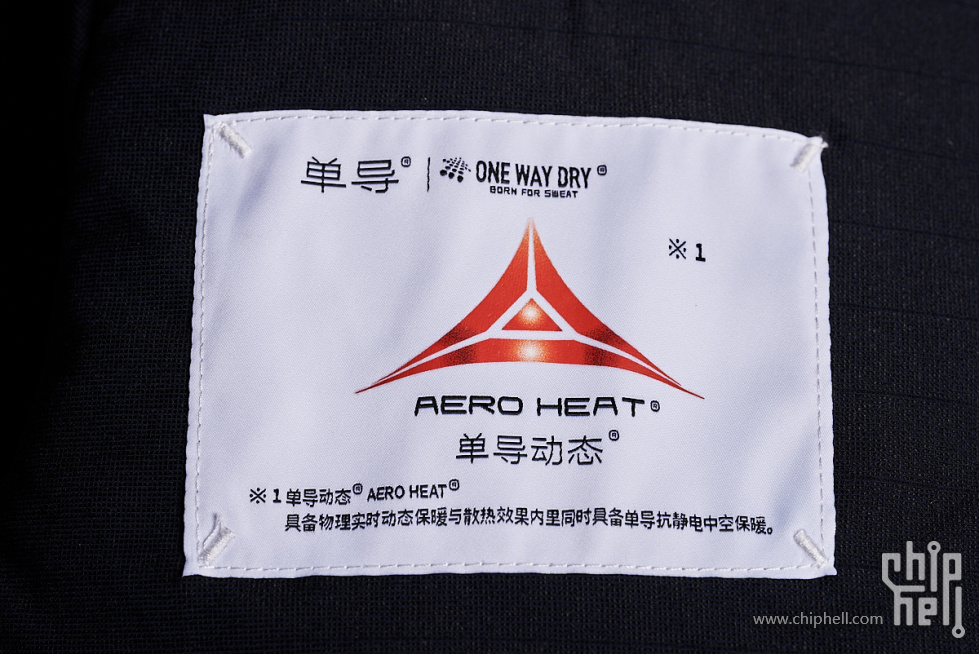 单导® | ONE WAY DRY®
BORN FOR SWEAT
※1
AERO HEAT®
单导动态®
※1单导动态® AERO HEAT®
具备物理实时动态保暖与散热效果内里同时具备单导抗静电中空保暖。
chip
hell
www.chiphell.com